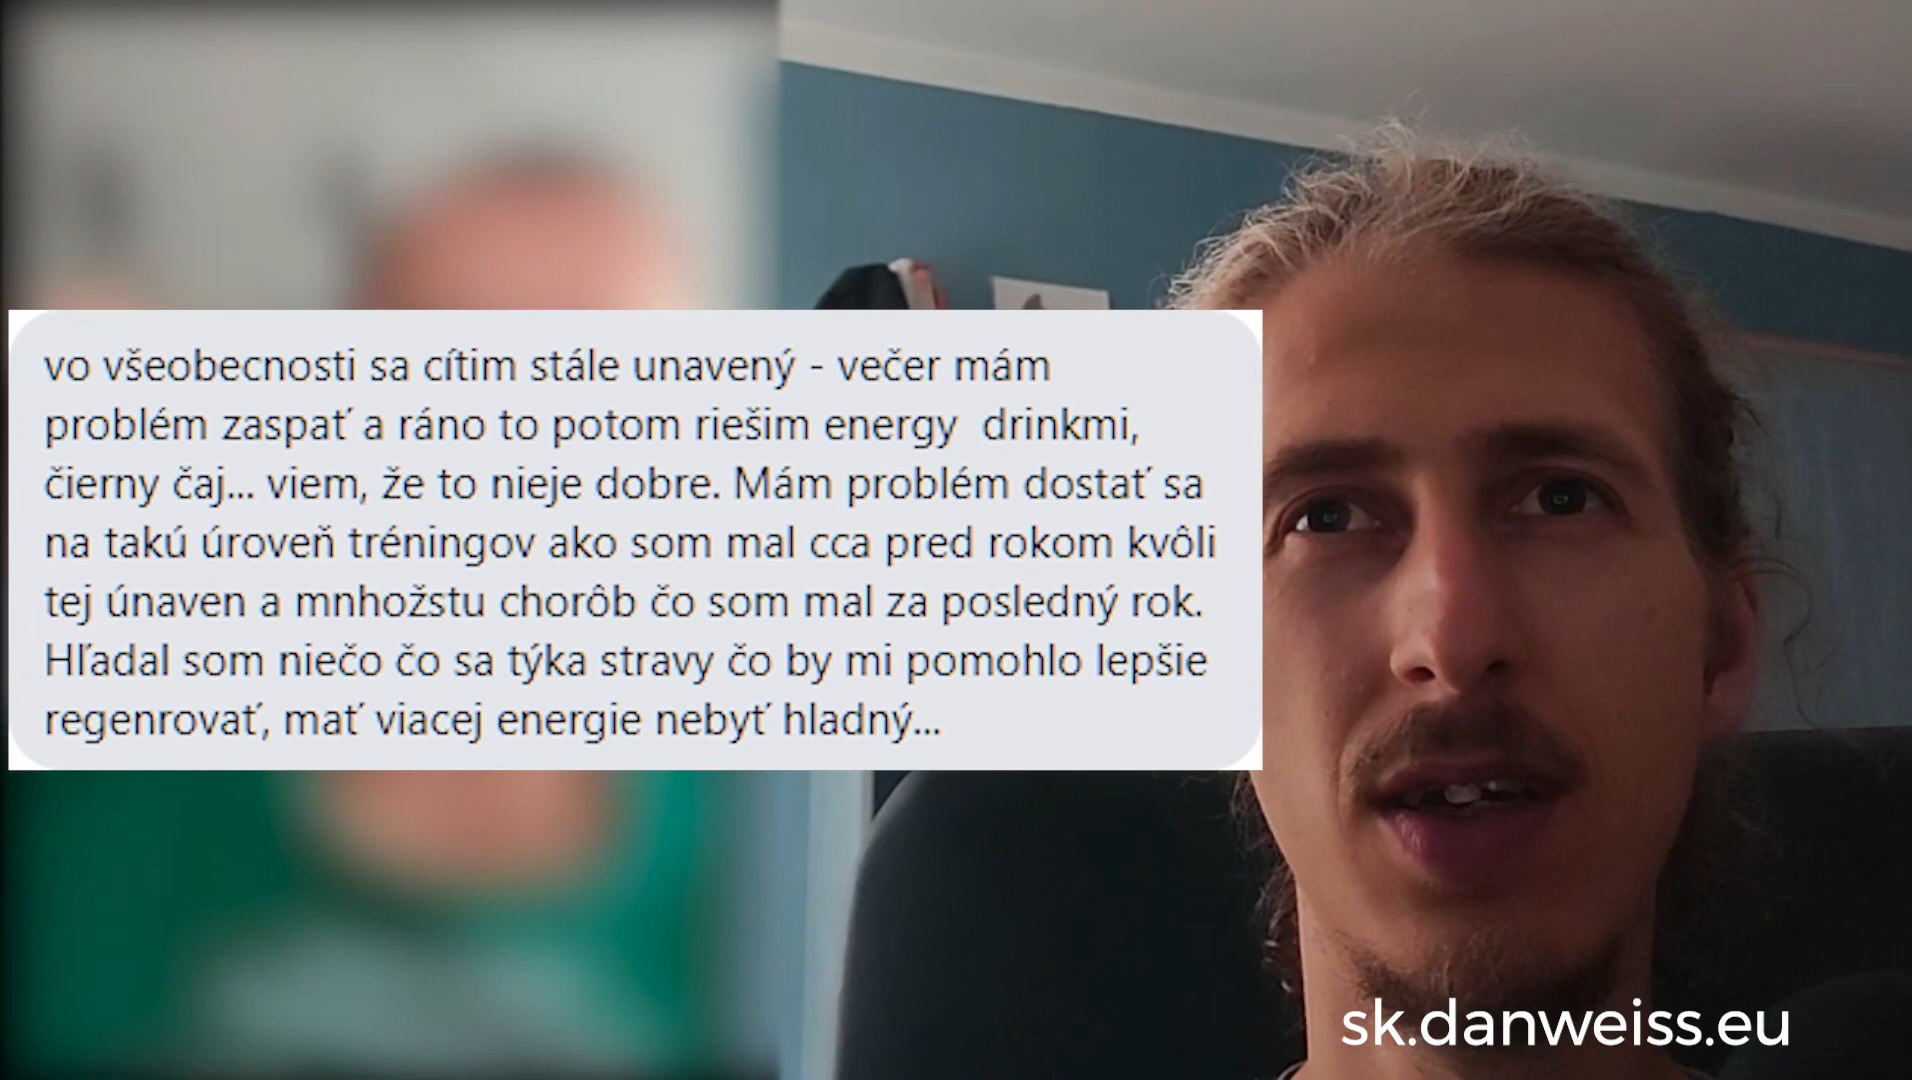 vo všeobecnosti sa cítim stále unavený - večer mám
problém zaspať a ráno to potom riešim energy  drinkmi,
čierny čaj... viem, že to nieje dobre. Mám problém dostať sa
na takú úroveň tréningov ako som mal cca pred rokom kvôli
tej únaven a mnhožstu chorôb čo som mal za posledný rok.
Hľadal som niečo čo sa týka stravy čo by mi pomohlo lepšie
regenrovať, mať viacej energie nebyť hladný...
sk.danweiss.eu